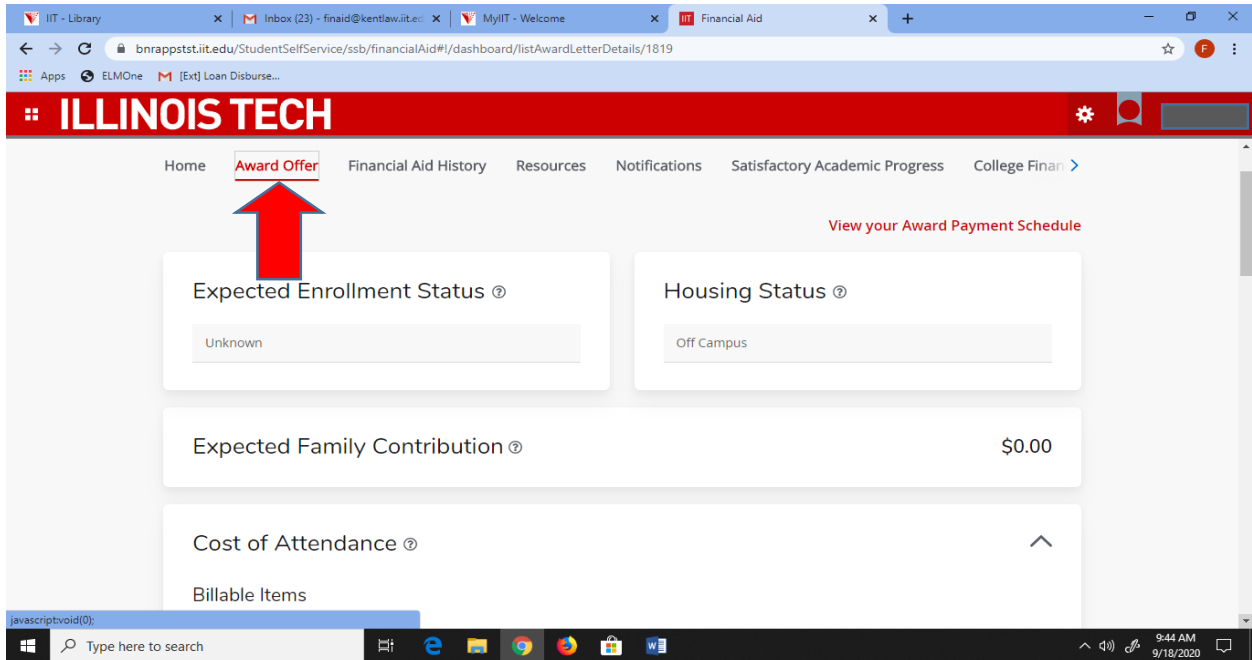 IIT - Library
Inbox (23) - finaid@kentlaw.iit.ed
MyIIT - Welcome
Financial Aid
bnrappstst.iit.edu/StudentSelfService/ssb/financialAid#!/dashboard/listAwardLetterDetails/1819
F
Apps ELMOne [Ext] Loan Disburse...
ILLINOIS TECH
Home Award Offer Financial Aid History Resources Notifications Satisfactory Academic Progress College Finan
View your Award Payment Schedule
Expected Enrollment Status
Housing Status
Unknown
Off Campus
Expected Family Contribution $0.00
Cost of Attendance
Billable Items
javascript:void(0);
Type here to search
9:44 AM
9/18/2020